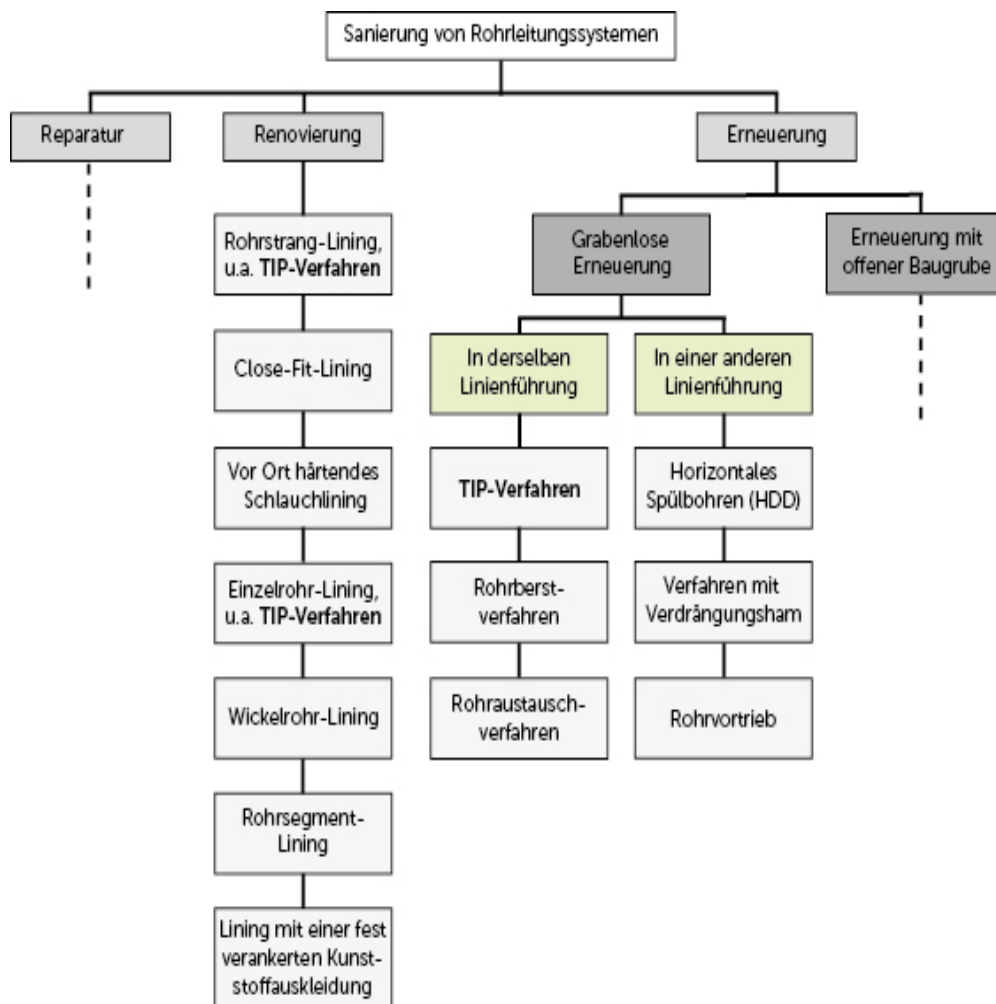 Sanierung von Rohrleitungssystemen
Reparatur
Renovierung
Erneuerung
Rohrstrang-Lining,
u.a. TIP-Verfahren
Close-Fit-Lining
Vor Ort härtendes
Schlauchlining
Einzelrohr-Lining,
u.a. TIP-Verfahren
Wickelrohr-Lining
Rohrsegment-
Lining
Lining mit einer fest
verankerten Kunst-
stoffauskleidung
Grabenlose
Erneuerung
Erneuerung mit
offener Baugrube
In derselben
Linienführung
In einer anderen
Linienführung
TIP-Verfahren
Rohrberst-
verfahren
Rohraustausch-
verfahren
Horizontales
Spülbohren (HDD)
Verfahren mit
Verdrängungsham
Rohrvortrieb